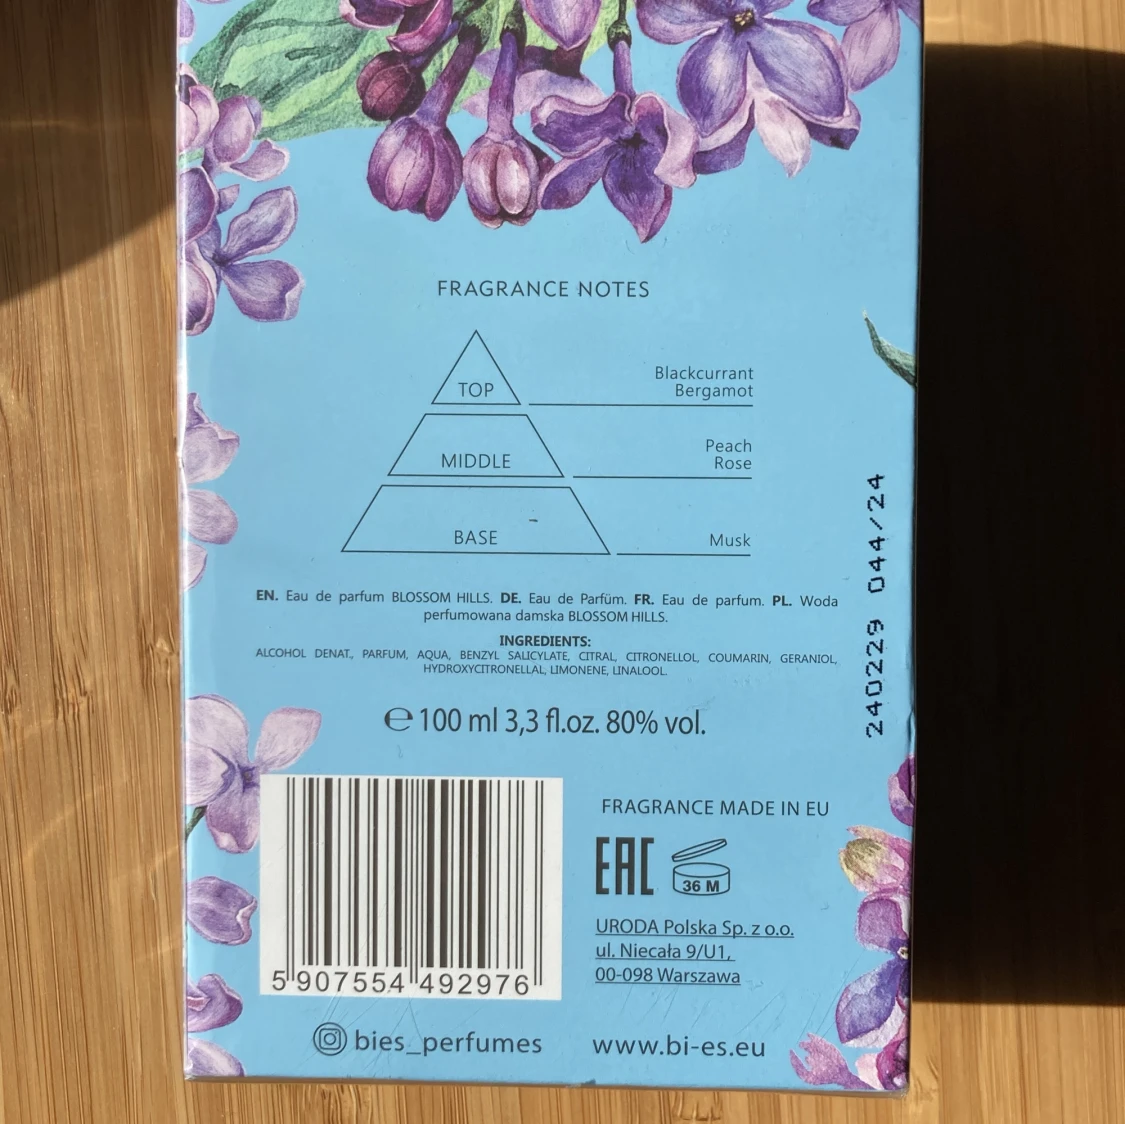 FRAGRANCE NOTES
TOP
Blackcurrant
Bergamot
MIDDLE
Peach
Rose
BASE
Musk
EN. Eau de parfum BLOSSOM HILLS. DE. Eau de Parfüm. FR. Eau de parfum. PL. Woda
perfumowana damska BLOSSOM HILLS.
INGREDIENTS:
ALCOHOL DENAT., PARFUM, AQUA, BENZYL SALICYLATE, CITRAL, CITRONELLOL, COUMARIN, GERANIOL,
HYDROXYCITRONELLAL, LIMONENE, LINALOOL.
℮ 100 ml 3,3 fl.oz. 80% vol.
240229 044/24
5 907554 492976
FRAGRANCE MADE IN EU
EAC
36 M
URODA Polska Sp. z o.o.
ul. Niecała 9/U1,
00-098 Warszawa
bies_perfumes
www.bi-es.eu